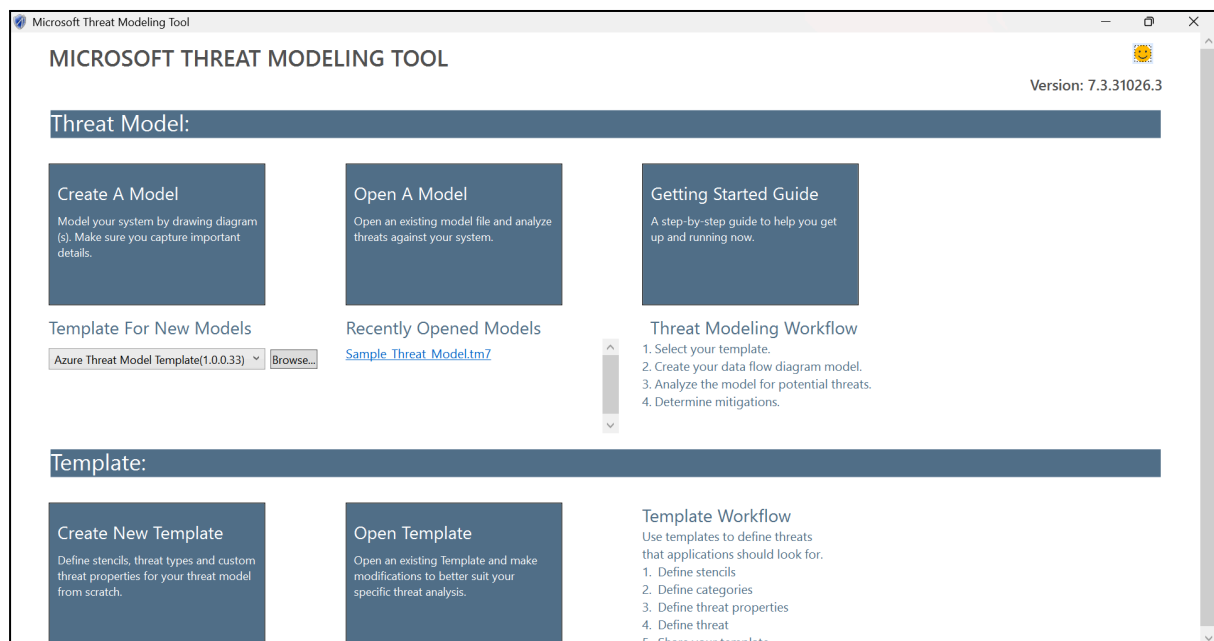 Microsoft Threat Modeling Tool
MICROSOFT THREAT MODELING TOOL
Version: 7.3.31026.3
Threat Model:
Create A Model
Model your system by drawing diagram
(s). Make sure you capture important
details.
Open A Model
Open an existing model file and analyze
threats against your system.
Getting Started Guide
A step-by-step guide to help you get
up and running now.
Template For New Models
Azure Threat Model Template(1.0.0.33)
Browse...
Recently Opened Models
Sample Threat Model.tm7
Threat Modeling Workflow
1. Select your template.
2. Create your data flow diagram model.
3. Analyze the model for potential threats.
4. Determine mitigations.
Template:
Create New Template
Define stencils, threat types and custom
threat properties for your threat model
from scratch.
Open Template
Open an existing Template and make
modifications to better suit your
specific threat analysis.
Template Workflow
Use templates to define threats
that applications should look for.
1. Define stencils
2. Define categories
3. Define threat properties
4. Define threat
5. Share your template